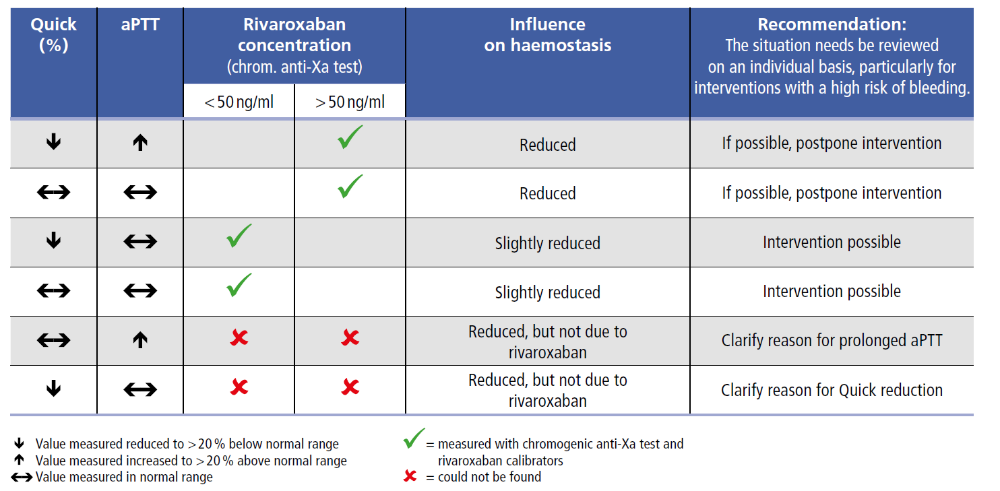 Quick
(%)
aPTT
Rivaroxaban
concentration
(chrom. anti-Xa test)
Influence
on haemostasis
Recommendation:
The situation needs be reviewed
on an individual basis, particularly for
interventions with a high risk of bleeding.
< 50 ng/ml
> 50 ng/ml
↓ ↑ ✓ Reduced If possible, postpone intervention
↔ ↔ ✓ Reduced If possible, postpone intervention
↓ ↔ ✓ Slightly reduced Intervention possible
↔ ↔ ✓ Slightly reduced Intervention possible
↔ ↑ ✘ ✘ Reduced, but not due to
rivaroxaban
Clarify reason for prolonged aPTT
↓ ↔ ✘ ✘ Reduced, but not due to
rivaroxaban
Clarify reason for Quick reduction
↓ Value measured reduced to >20 % below normal range
↑ Value measured increased to >20 % above normal range
↔ Value measured in normal range
✓ = measured with chromogenic anti-Xa test and
rivaroxaban calibrators
✘ = could not be found